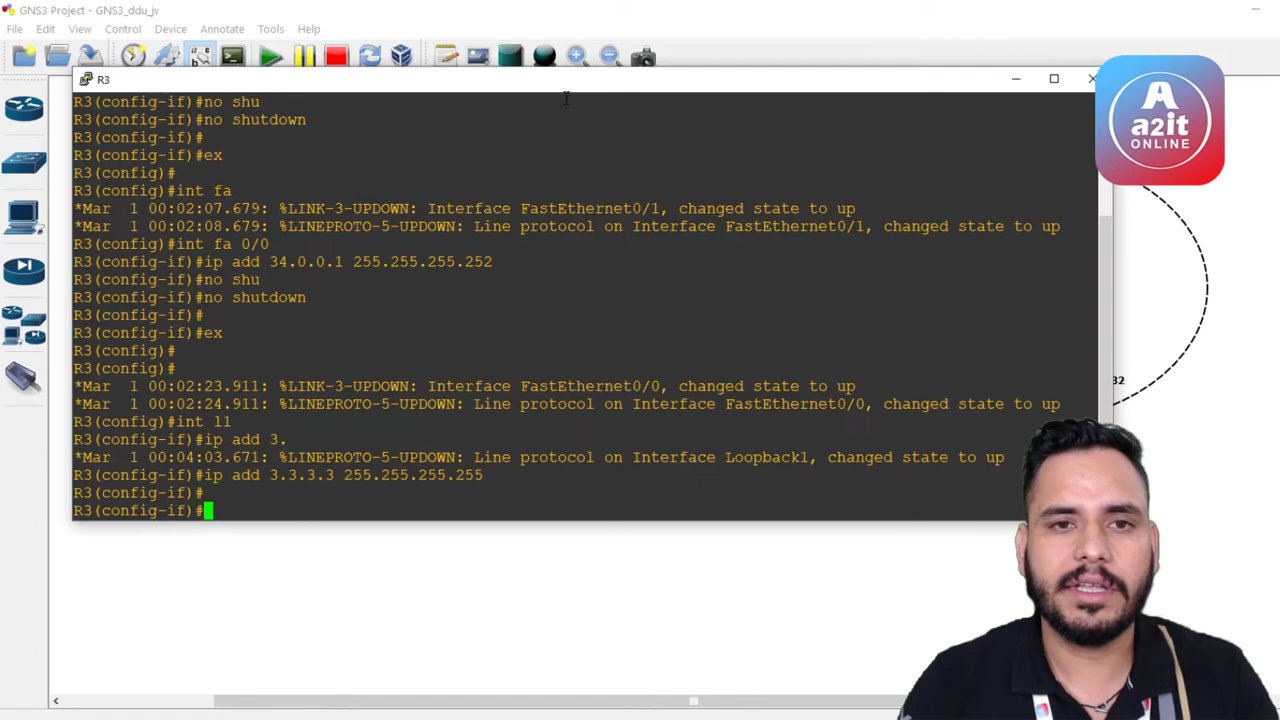 GNS3 Project - GNS3_ddu_jv
File Edit View Control Device Annotate Tools Help
R3
R3(config-if)#no shu
R3(config-if)#no shutdown
R3(config-if)#
R3(config-if)#ex
R3(config)#
R3(config)#int fa
*Mar  1 00:02:07.679: %LINK-3-UPDOWN: Interface FastEthernet0/1, changed state to up
*Mar  1 00:02:08.679: %LINEPROTO-5-UPDOWN: Line protocol on Interface FastEthernet0/1, changed state to up
R3(config)#int fa 0/0
R3(config-if)#ip add 34.0.0.1 255.255.255.252
R3(config-if)#no shu
R3(config-if)#no shutdown
R3(config-if)#
R3(config-if)#ex
R3(config)#
R3(config)#
*Mar  1 00:02:23.911: %LINK-3-UPDOWN: Interface FastEthernet0/0, changed state to up
*Mar  1 00:02:24.911: %LINEPROTO-5-UPDOWN: Line protocol on Interface FastEthernet0/0, changed state to up
R3(config)#int l1
R3(config-if)#ip add 3.
*Mar  1 00:04:03.671: %LINEPROTO-5-UPDOWN: Line protocol on Interface Loopback1, changed state to up
R3(config-if)#ip add 3.3.3.3 255.255.255.255
R3(config-if)#
R3(config-if)#
A
a2it
ONLINE
32